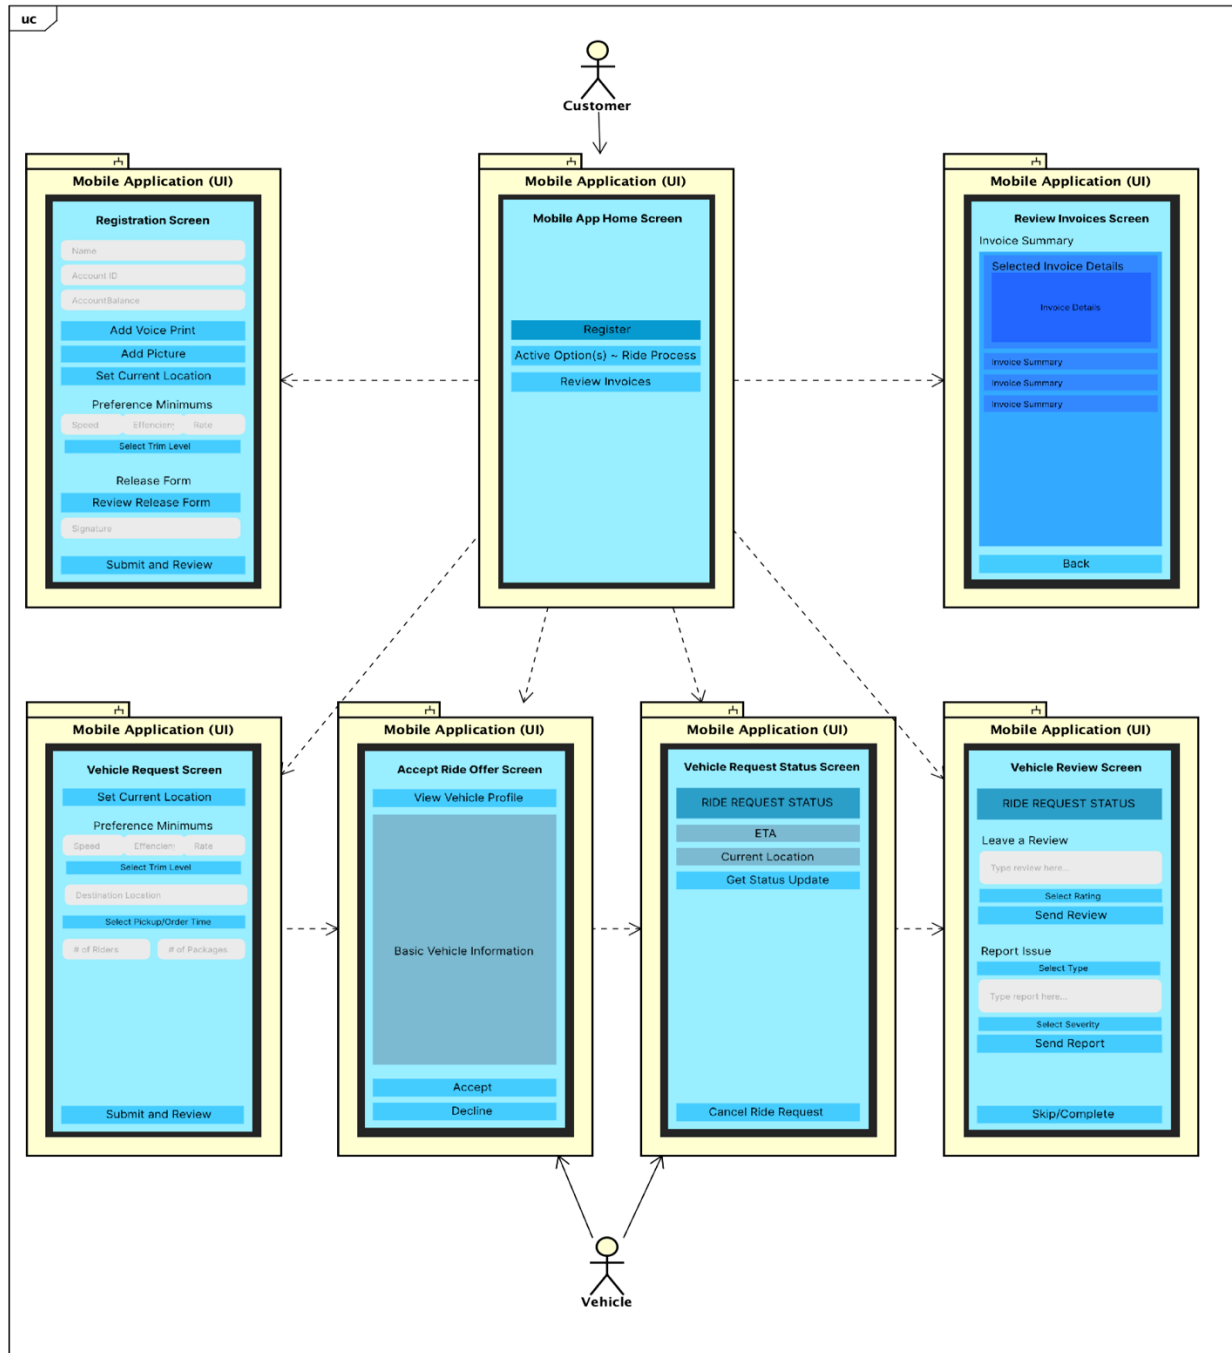 uc
Customer
Mobile Application (UI)
Registration Screen
Name
Account ID
AccountBalance
Add Voice Print
Add Picture
Set Current Location
Preference Minimums
Speed
Effencieny
Rate
Select Trim Level
Release Form
Review Release Form
Signature
Submit and Review
Mobile Application (UI)
Mobile App Home Screen
Register
Active Option(s) ~ Ride Process
Review Invoices
Mobile Application (UI)
Review Invoices Screen
Invoice Summary
Selected Invoice Details
Invoice Details
Invoice Summary
Invoice Summary
Invoice Summary
Back
Mobile Application (UI)
Vehicle Request Screen
Set Current Location
Preference Minimums
Speed
Effencieny
Rate
Select Trim Level
Destination Location
Select Pickup/Order Time
# of Riders
# of Packages
Submit and Review
Mobile Application (UI)
Accept Ride Offer Screen
View Vehicle Profile
Basic Vehicle Information
Accept
Decline
Mobile Application (UI)
Vehicle Request Status Screen
RIDE REQUEST STATUS
ETA
Current Location
Get Status Update
Cancel Ride Request
Mobile Application (UI)
Vehicle Review Screen
RIDE REQUEST STATUS
Leave a Review
Type review here...
Select Rating
Send Review
Report Issue
Select Type
Type report here...
Select Severity
Send Report
Skip/Complete
Vehicle